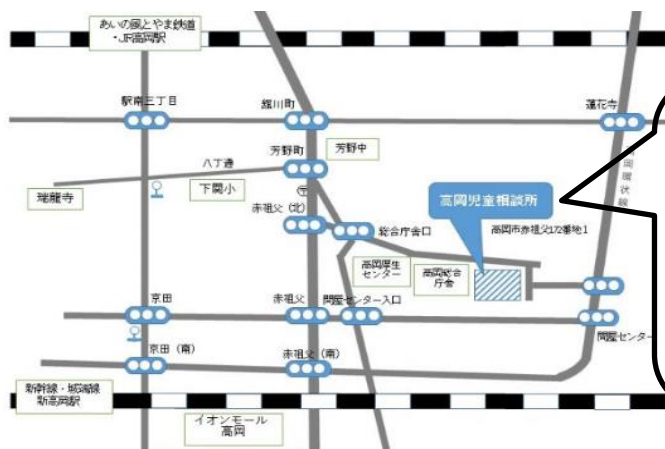 あいの風とやま鉄道
・JR高岡駅
駅南三丁目
蓮花寺
芳野町
芳野中
八丁道
下関小
瑞龍寺
赤祖父（北）
総合庁舎口
高岡児童相談所
高岡市赤祖父172番地1
高岡厚生
センター
高岡総合
庁舎
京田
赤祖父
問屋センター入口
問屋センター
京田（南）
赤祖父（南）
新幹線・城端線
新高岡駅
イオンモール
高岡